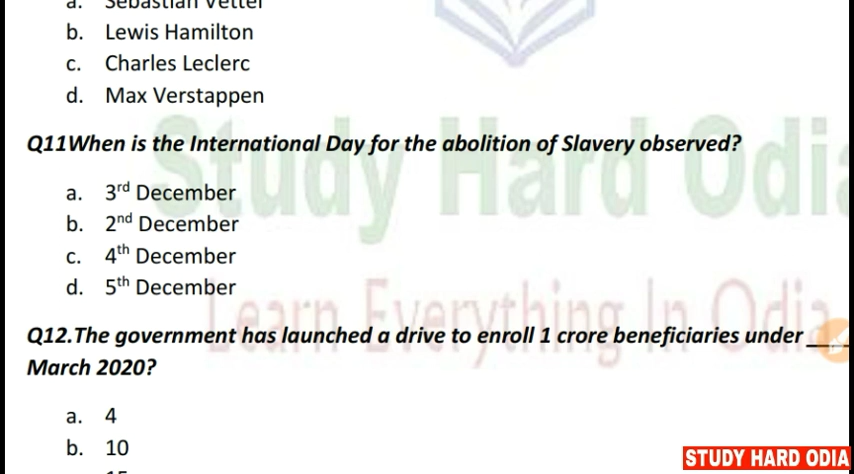 a. Sebastian Vettel
b. Lewis Hamilton
c. Charles Leclerc
d. Max Verstappen
Q11When is the International Day for the abolition of Slavery observed?
a. 3rd December
b. 2nd December
c. 4th December
d. 5th December
Q12.The government has launched a drive to enroll 1 crore beneficiaries under ____
March 2020?
a. 4
b. 10
Study Hard Odia
Learn Everything In Odia
STUDY HARD ODIA